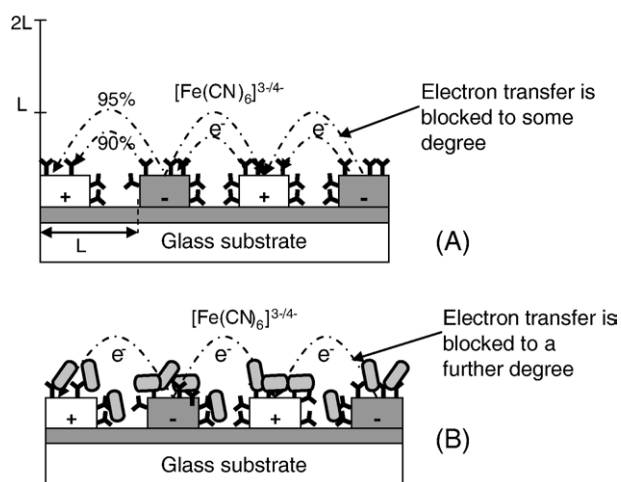 2L
L
95%
90%
[Fe(CN)6]3-/4-
e-
e-
Electron transfer is
blocked to some
degree
+
-
+
-
L
Glass substrate
(A)
[Fe(CN)6]3-/4-
e-
e-
e-
Electron transfer is
blocked to a
further degree
+
-
+
-
Glass substrate
(B)